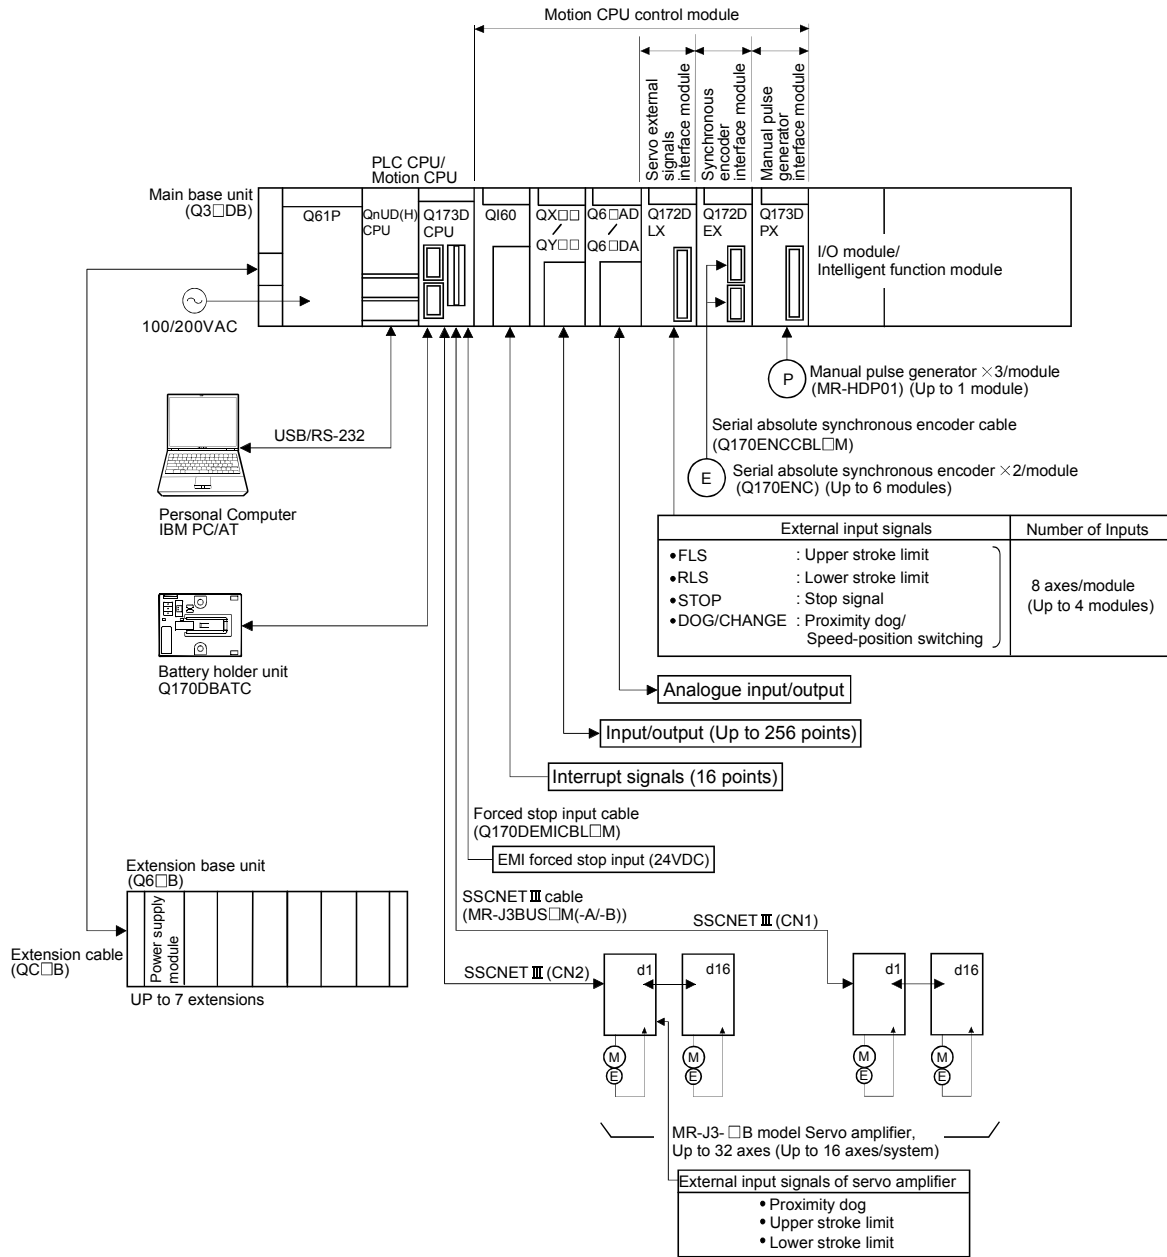 Motion CPU control module
Servo external
signals
interface module
Synchronous
encoder
interface module
Manual pulse
generator
interface module
PLC CPU/
Motion CPU
Main base unit
(Q3□DB)
Q61P
QnUD(H)
CPU
Q173D
CPU
QI60
QX□□
/
QY□□
Q6□AD
/
Q6□DA
Q172D
LX
Q172D
EX
Q173D
PX
I/O module/
Intelligent function module
100/200VAC
P
Manual pulse generator ×3/module
(MR-HDP01) (Up to 1 module)
USB/RS-232
Serial absolute synchronous encoder cable
(Q170ENCCBL□M)
E
Serial absolute synchronous encoder ×2/module
(Q170ENC) (Up to 6 modules)
Personal Computer
IBM PC/AT
External input signals
Number of Inputs
•FLS : Upper stroke limit
•RLS : Lower stroke limit
•STOP : Stop signal
•DOG/CHANGE : Proximity dog/
Speed-position switching
8 axes/module
(Up to 4 modules)
Battery holder unit
Q170DBATC
Analogue input/output
Input/output (Up to 256 points)
Interrupt signals (16 points)
Forced stop input cable
(Q170DEMICBL□M)
EMI forced stop input (24VDC)
Extension base unit
(Q6□B)
Power supply
module
Extension cable
(QC□B)
UP to 7 extensions
SSCNETⅢ cable
(MR-J3BUS□M(-A/-B))
SSCNETⅢ(CN1)
SSCNETⅢ(CN2)
d1
d16
d1
d16
M
E
M
E
M
E
M
E
MR-J3-□B model Servo amplifier,
Up to 32 axes (Up to 16 axes/system)
External input signals of servo amplifier
• Proximity dog
• Upper stroke limit
• Lower stroke limit